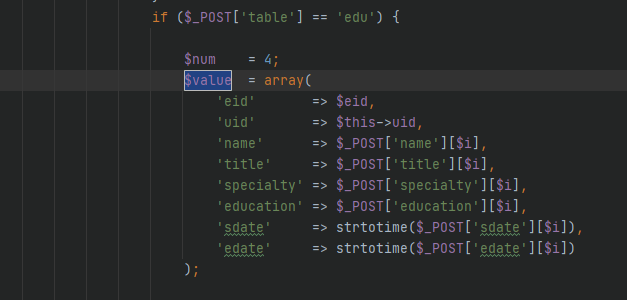 if ($_POST['table'] == 'edu') {
$num = 4;
$value = array(
'eid' => $eid,
'uid' => $this->uid,
'name' => $_POST['name'][$i],
'title' => $_POST['title'][$i],
'specialty' => $_POST['specialty'][$i],
'education' => $_POST['education'][$i],
'sdate' => strtotime($_POST['sdate'][$i]),
'edate' => strtotime($_POST['edate'][$i])
);